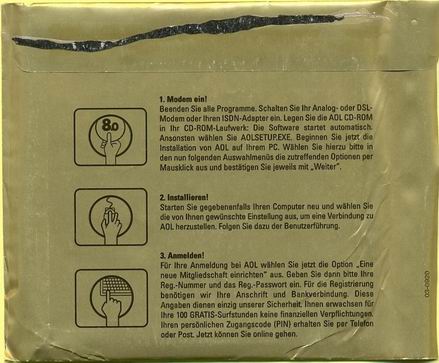 8.0
1. Modem ein!
Beenden Sie alle Programme. Schalten Sie Ihr Analog- oder DSL-
Modem oder Ihren ISDN-Adapter ein. Legen Sie die AOL CD-ROM
in Ihr CD-ROM-Laufwerk: Die Software startet automatisch.
Ansonsten wählen Sie AOLSETUP.EXE. Beginnen Sie jetzt die
Installation von AOL auf Ihrem PC. Wählen Sie hierzu bitte in
den nun folgenden Auswahlmenüs die zutreffenden Optionen per
Mausklick aus und bestätigen Sie jeweils mit „Weiter".
2. Installieren!
Starten Sie gegebenenfalls Ihren Computer neu und wählen Sie
die von Ihnen gewünschte Einstellung aus, um eine Verbindung zu
AOL herzustellen. Folgen Sie dazu der Benutzerführung.
3. Anmelden!
Für Ihre Anmeldung bei AOL wählen Sie jetzt die Option „Eine
neue Mitgliedschaft einrichten" aus. Geben Sie dann bitte Ihre
Reg.-Nummer und das Reg.-Passwort ein. Für die Registrierung
benötigen wir Ihre Anschrift und Bankverbindung. Diese
Angaben dienen einzig unserer Sicherheit. Ihnen erwachsen für
Ihre 100 GRATIS-Surfstunden keine finanziellen Verpflichtungen.
Ihren persönlichen Zugangscode (PIN) erhalten Sie per Telefon
oder Post. Jetzt können Sie online gehen.